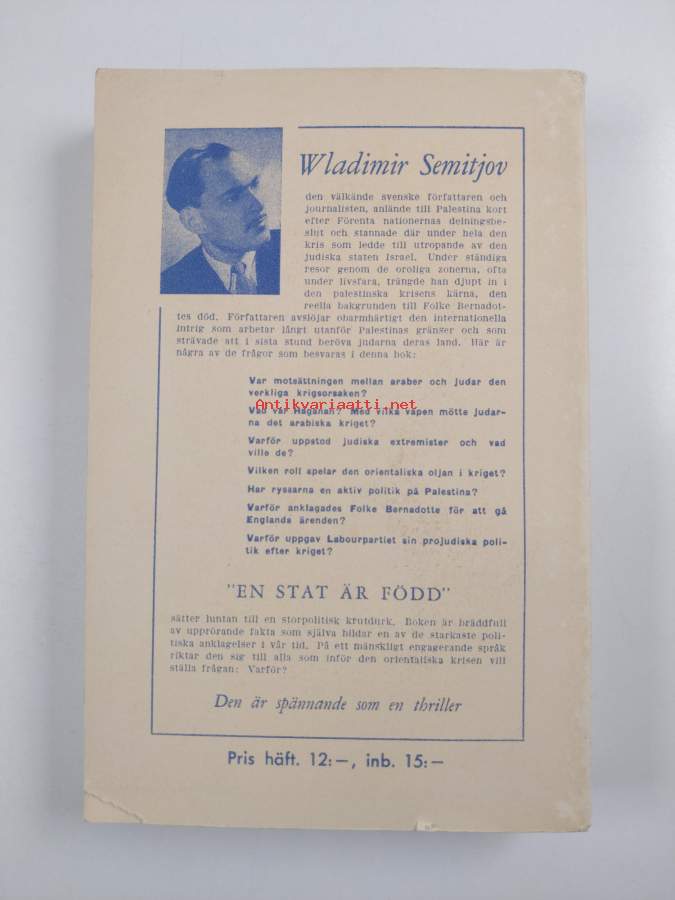 Wladimir Semitjov
den välkände svenske författaren och
journalisten, anlände till Palestina kort
efter Förenta nationernas delningsbe-
slut och stannade där under hela den
kris som ledde till utropande av den
judiska staten Israel. Under ständiga
resor genom de oroliga zonerna, ofta
under livsfara, trängde han djupt in i
den palestinska krisens kärna, den
reella bakgrunden till Folke Bernadot-
tes död. Författaren avslöjar obarmhärtigt den internationella
intrig som arbetar långt utanför Palestinas gränser och som
strävade att i sista stund beröva judarna deras land. Här är
några av de frågor som besvaras i denna bok:
Var motsättningen mellan araber och judar den
verkliga krigsorsaken?
Antikvariaatti.net
Vad var Haganah? Med vilka vapen mötte judar-
na det arabiska kriget?
Varför uppstod judiska extremister och vad
ville de?
Vilken roll spelar den orientaliska oljan i kriget?
Har ryssarna en aktiv politik på Palestina?
Varför anklagades Folke Bernadotte för att gå
Englands ärenden?
Varför uppgav Labourpartiet sin projudiska poli-
tik efter kriget?
"EN STAT ÄR FÖDD"
sätter luntan till en storpolitisk krutdurk. Boken är bräddfull
av upprörande fakta som själva bildar en av de starkaste poli-
tiska anklagelser i vår tid. På ett mänskligt engagerande språk
riktar den sig till alla som inför den orientaliska krisen vill
ställa frågan: Varför?
Den är spännande som en thriller
Pris häft. 12:—, inb. 15:—